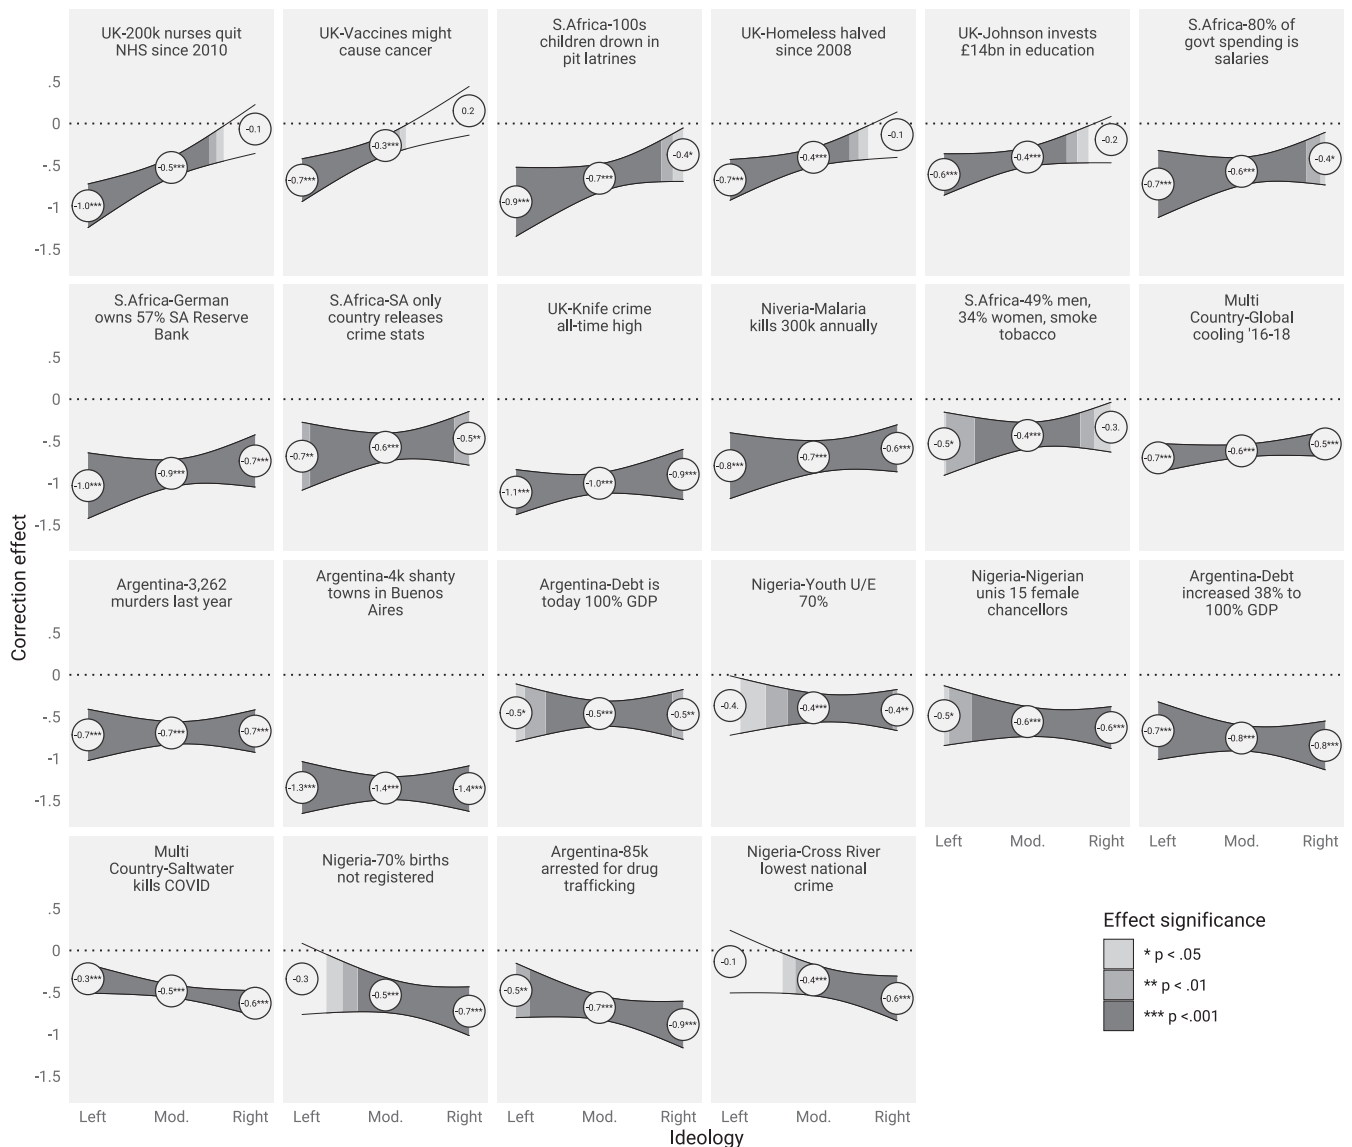 UK-200k nurses quit
NHS since 2010
UK-Vaccines might
cause cancer
S.Africa-100s
children drown in
pit latrines
UK-Homeless halved
since 2008
UK-Johnson invests
£14bn in education
S.Africa-80% of
govt spending is
salaries
.5
0
-.5
-1
-1.5
-1.0***
-0.5***
-0.1
-0.7***
-0.3***
0.2
-0.9***
-0.7***
-0.4*
-0.7***
-0.4***
-0.1
-0.6***
-0.4***
-0.2
-0.7***
-0.6***
-0.4*
S.Africa-German
owns 57% SA Reserve
Bank
S.Africa-SA only
country releases
crime stats
UK-Knife crime
all-time high
Niveria-Malaria
kills 300k annually
S.Africa-49% men,
34% women, smoke
tobacco
Multi
Country-Global
cooling '16-18
.5
0
-.5
-1
-1.5
-1.0***
-0.9***
-0.7***
-0.7**
-0.6***
-0.5**
-1.1***
-1.0***
-0.9***
-0.8***
-0.7***
-0.6***
-0.5*
-0.4***
-0.3.
-0.7***
-0.6***
-0.5***
Correction effect
Argentina-3,262
murders last year
Argentina-4k shanty
towns in Buenos
Aires
Argentina-Debt is
today 100% GDP
Nigeria-Youth U/E
70%
Nigeria-Nigerian
unis 15 female
chancellors
Argentina-Debt
increased 38% to
100% GDP
.5
0
-.5
-1
-1.5
-0.7***
-0.7***
-0.7***
-1.3***
-1.4***
-1.4***
-0.5*
-0.5***
-0.5**
-0.4.
-0.4***
-0.4**
-0.5*
-0.6***
-0.6***
-0.7***
-0.8***
-0.8***
Left Mod. Right
Left Mod. Right
Multi
Country-Saltwater
kills COVID
Nigeria-70% births
not registered
Argentina-85k
arrested for drug
trafficking
Nigeria-Cross River
lowest national
crime
.5
0
-.5
-1
-1.5
-0.3***
-0.5***
-0.6***
-0.3
-0.5***
-0.7***
-0.5**
-0.7***
-0.9***
-0.1
-0.4***
-0.6***
Left Mod. Right
Left Mod. Right
Left Mod. Right
Left Mod. Right
Ideology
Effect significance
* p < .05
** p < .01
*** p <.001